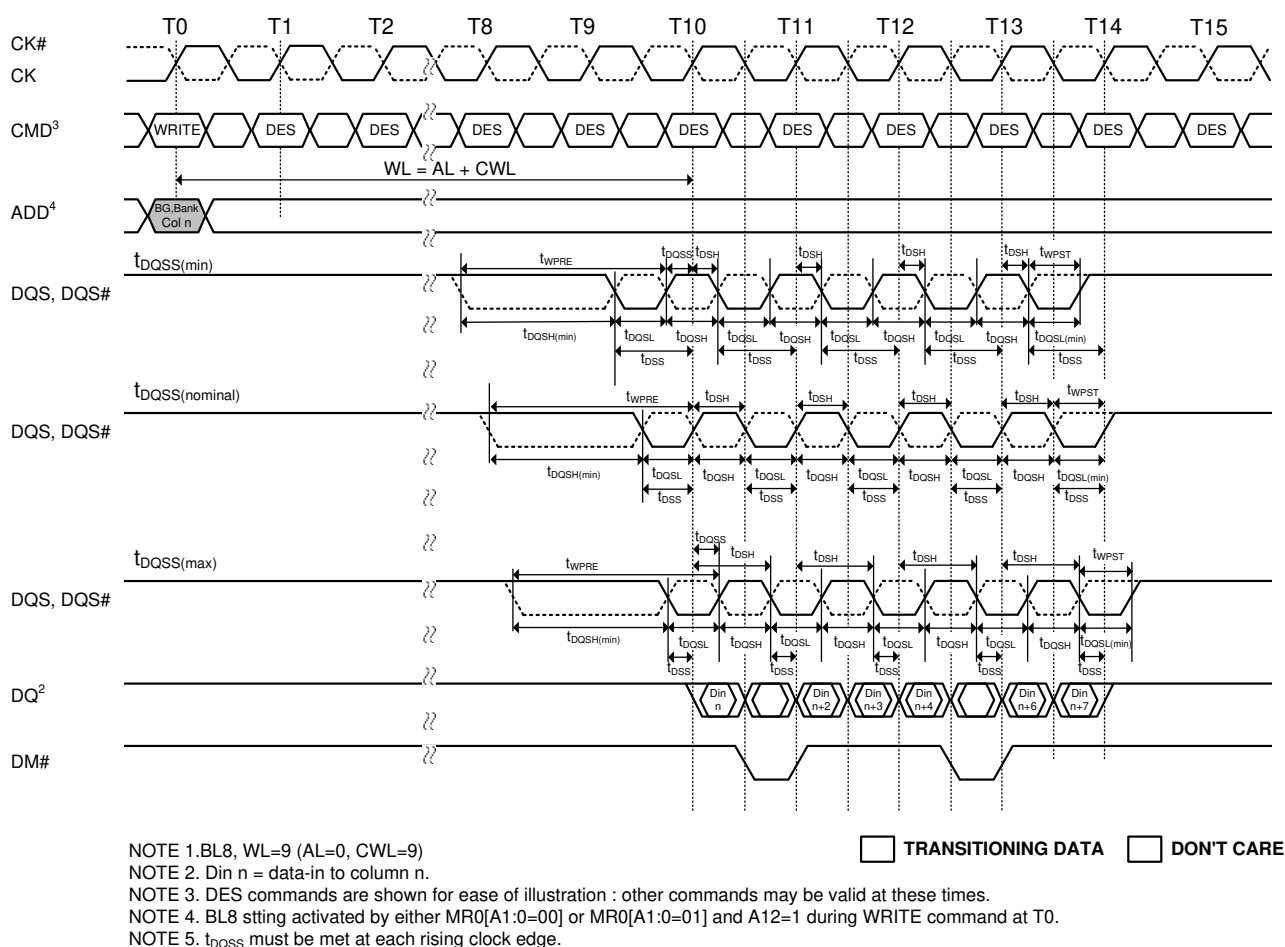 T0 T1 T2 T8 T9 T10 T11 T12 T13 T14 T15
CK#
CK
CMD3 WRITE DES DES DES DES DES DES DES DES DES DES
WL = AL + CWL
ADD4 BG,Bank
Col n
tDQSS(min)
tWPRE tDQSS tDSH tDSH tDSH tDSH tWPST
DQS, DQS#
tDQSH(min) tDQSL tDQSH tDQSL tDQSH tDQSL tDQSH tDQSL tDQSH tDQSL(min)
tDSS tDSS tDSS tDSS tDSS
tDQSS(nominal)
tWPRE tDSH tDSH tDSH tDSH tWPST
DQS, DQS#
tDQSH(min) tDQSL tDQSH tDQSL tDQSH tDQSL tDQSH tDQSL tDQSH tDQSL(min)
tDSS tDSS tDSS tDSS tDSS
tDQSS
tDQSS(max)
tWPRE tDSH tDSH tDSH tDSH tWPST
DQS, DQS#
tDQSH(min) tDQSL tDQSH tDQSL tDQSH tDQSL tDQSH tDQSL tDQSH tDQSL(min)
tDSS tDSS tDSS tDSS tDSS
DQ2 Din n Din n+2 Din n+3 Din n+4 Din n+6 Din n+7
DM#
TRANSITIONING DATA DON'T CARE
NOTE 1.BL8, WL=9 (AL=0, CWL=9)
NOTE 2. Din n = data-in to column n.
NOTE 3. DES commands are shown for ease of illustration : other commands may be valid at these times.
NOTE 4. BL8 stting activated by either MR0[A1:0=00] or MR0[A1:0=01] and A12=1 during WRITE command at T0.
NOTE 5. tDQSS must be met at each rising clock edge.